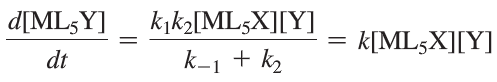 d[ML₅Y]/dt = k₁k₂[ML₅X][Y]/(k₋₁ + k₂) = k[ML₅X][Y]